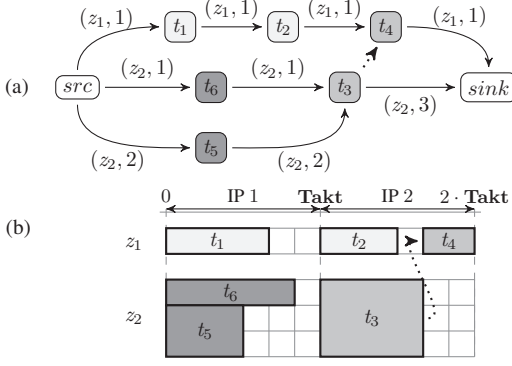 (z₁, 1) (z₁, 1) (z₁, 1) (z₁, 1)
t₁ t₂ t₄
(a) src (z₂, 1) t₆ (z₂, 1) t₃ (z₂, 3) sink
(z₂, 2) t₅ (z₂, 2)
0 IP 1 Takt IP 2 2 · Takt
(b)
z₁ t₁ t₂ t₄
t₆
z₂ t₅ t₃